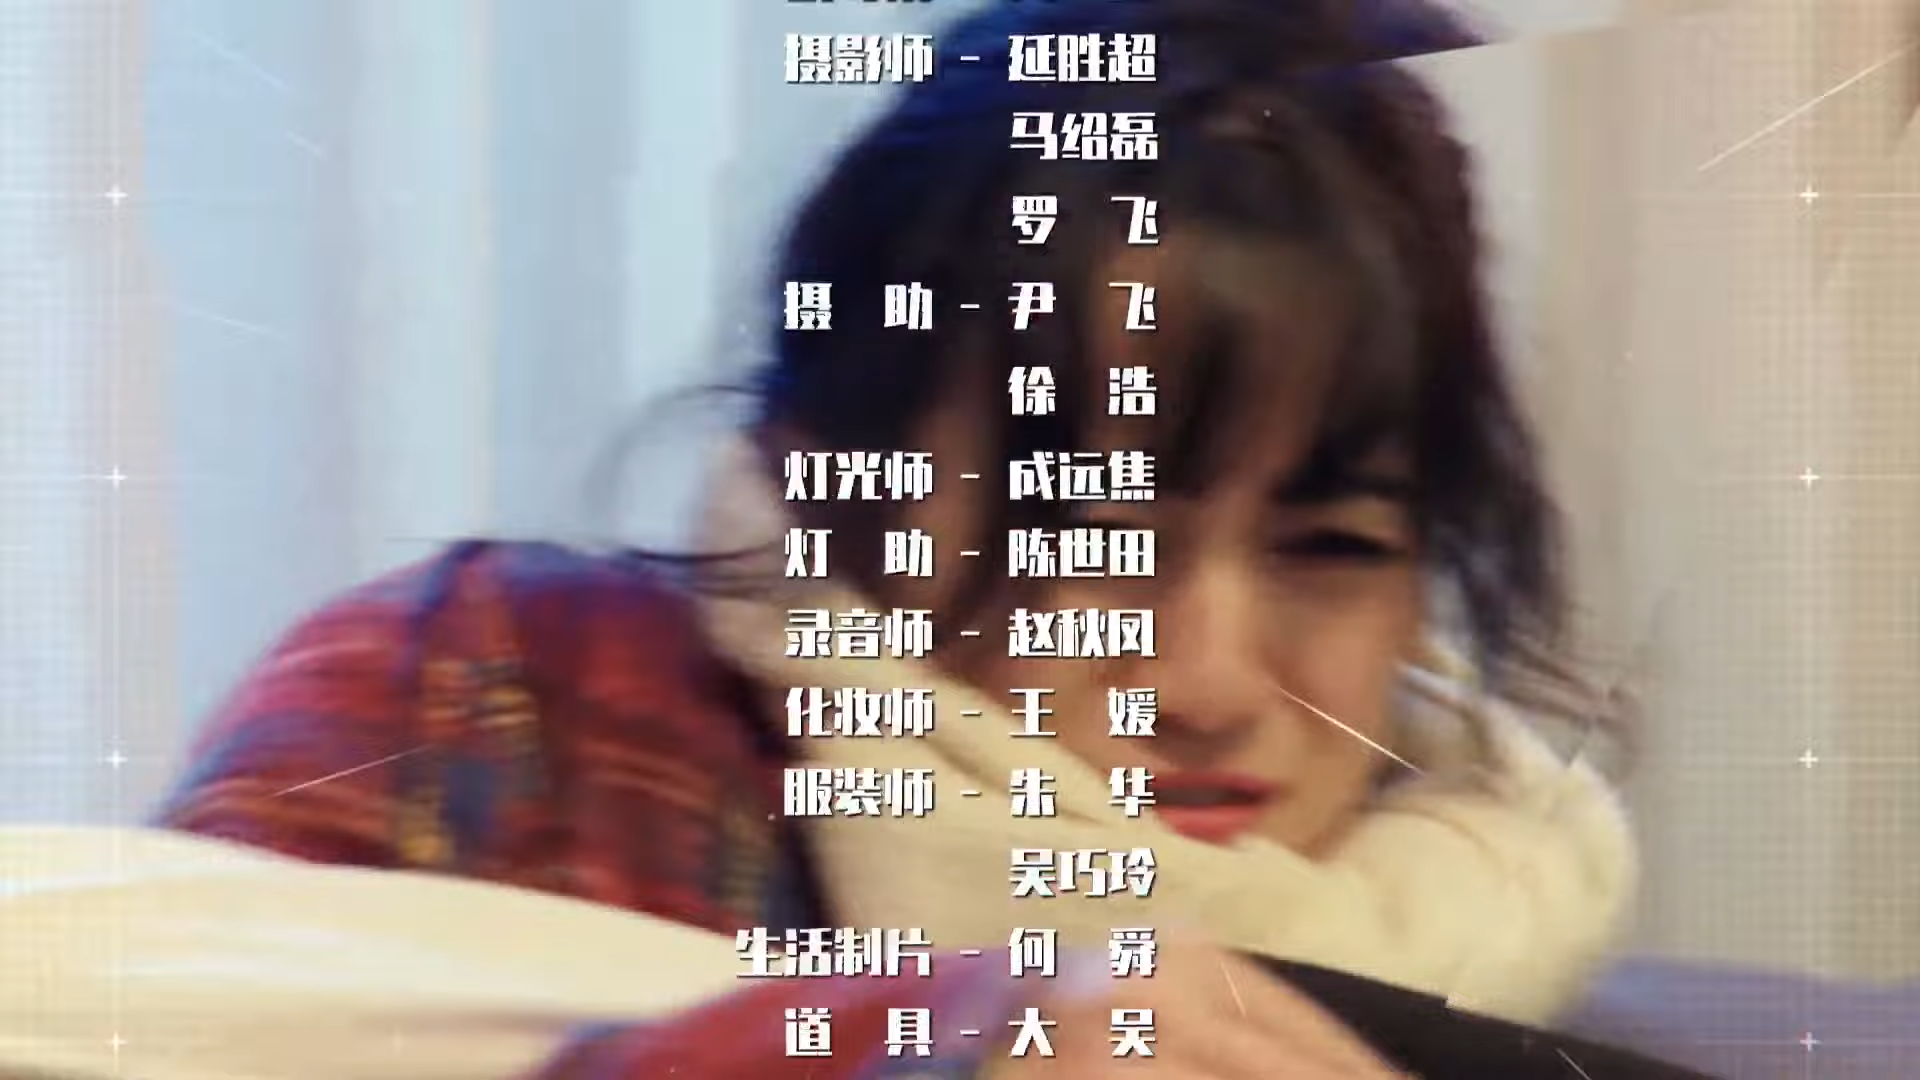 摄影师 - 延胜超
马绍磊
罗 飞
摄 助 - 尹 飞
徐 浩
灯光师 - 成远焦
灯 助 - 陈世田
录音师 - 赵秋凤
化妆师 - 王 媛
服装师 - 朱 华
吴巧玲
生活制片 - 何 舜
道 具 - 大 吴